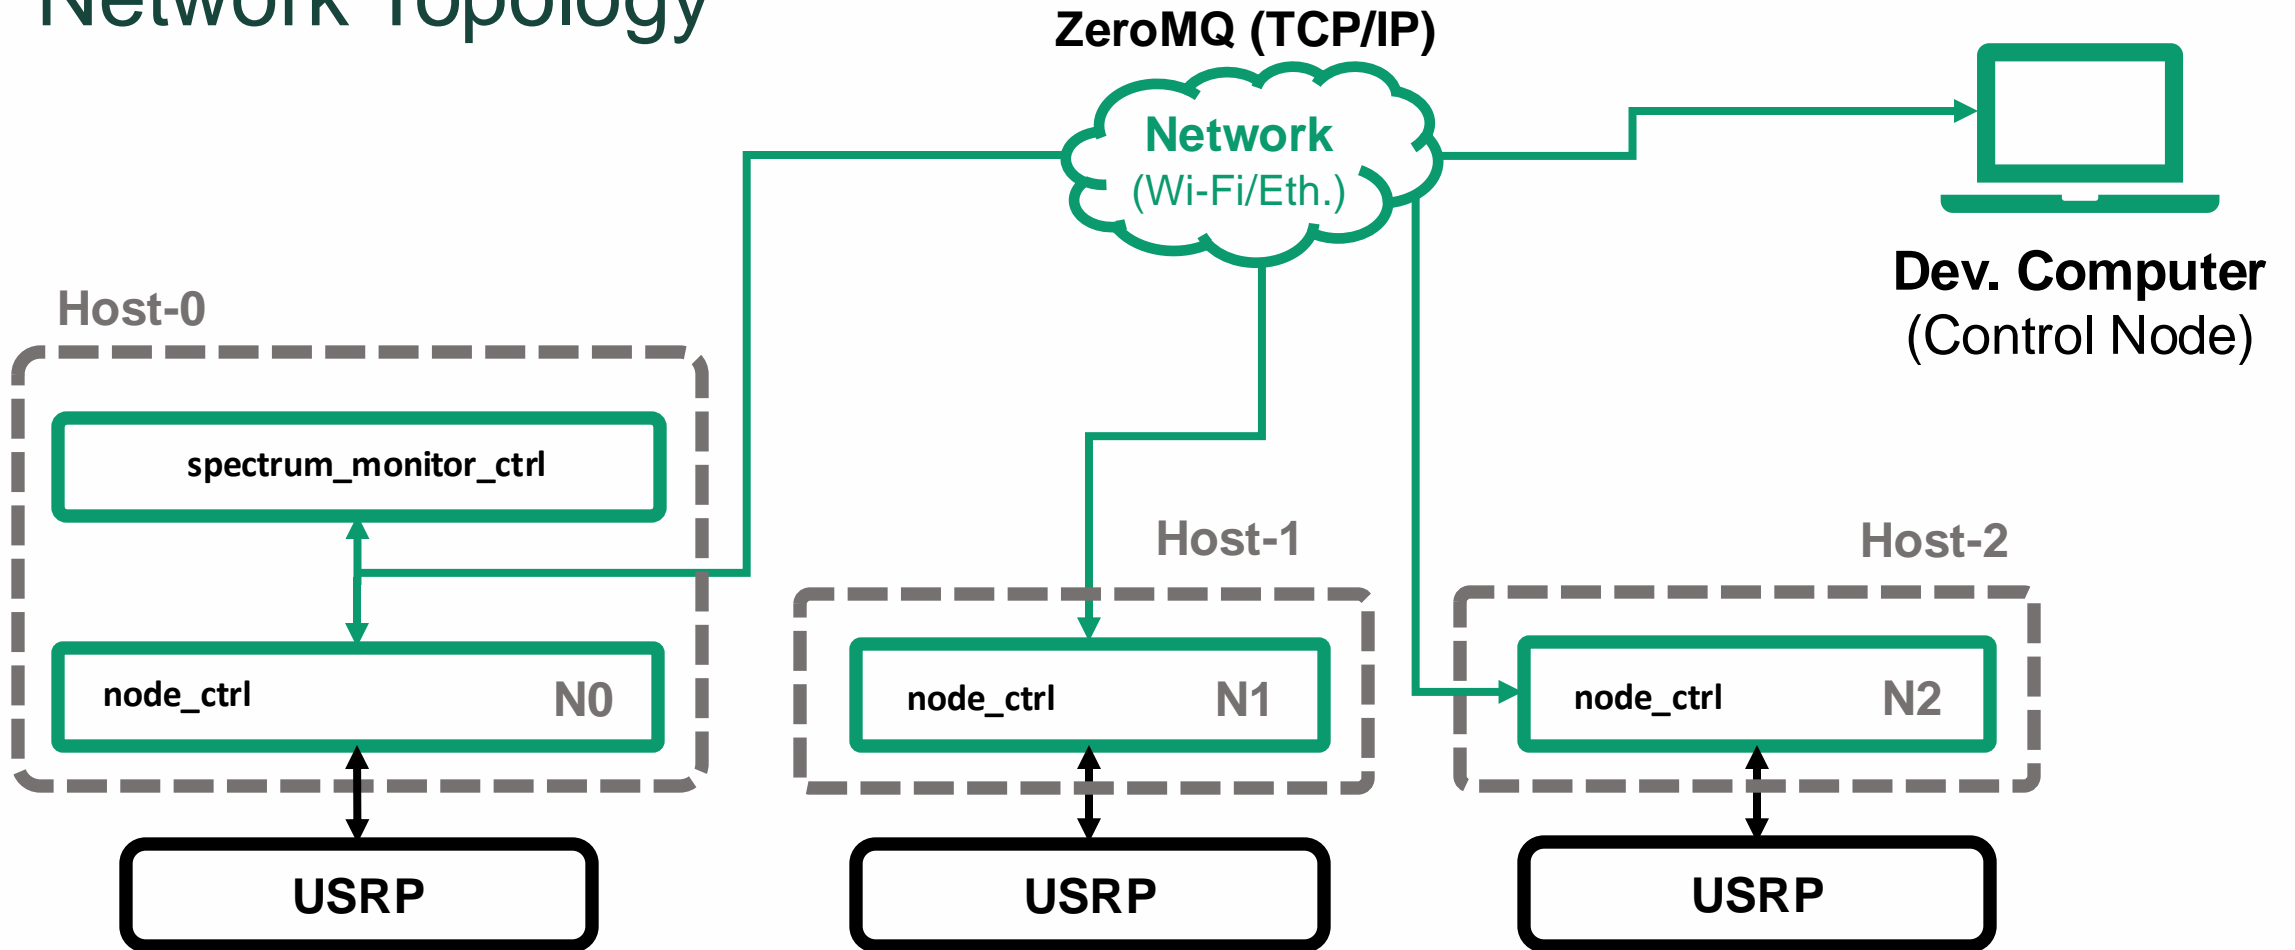 Network Topology
ZeroMQ (TCP/IP)
Network
(Wi-Fi/Eth.)
Dev. Computer
(Control Node)
Host-0
spectrum_monitor_ctrl
node_ctrl N0
USRP
Host-1
node_ctrl N1
USRP
Host-2
node_ctrl N2
USRP